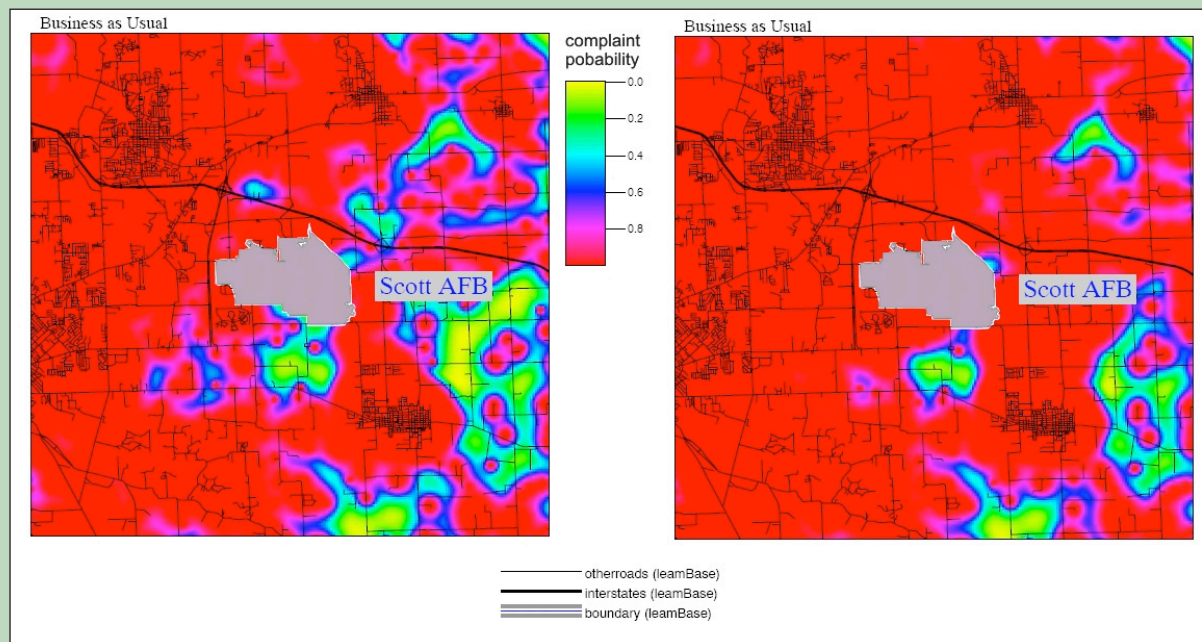 Business as Usual
complaint
pobability
0.0
0.2
0.4
0.6
0.8
Scott AFB
Business as Usual
Scott AFB
otherroads (leamBase)
interstates (leamBase)
boundary (leamBase)